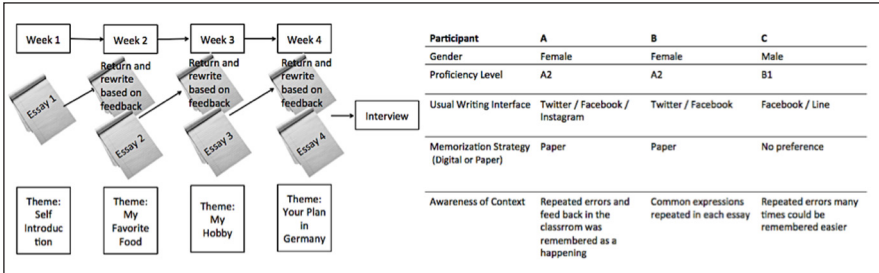 Week 1
Week 2
Week 3
Week 4
Return and
rewrite
based on
feedback
Return and
rewrite
based on
feedback
Return and
rewrite
based on
feedback
Essay 1
Essay 2
Essay 3
Essay 4
Interview
Theme:
Self
Introduc
tion
Theme:
My
Favorite
Food
Theme:
My
Hobby
Theme:
Your Plan
in
Germany
Participant A B C
Gender Female Female Male
Proficiency Level A2 A2 B1
Usual Writing Interface Twitter / Facebook / Twitter / Facebook Facebook / Line
Instagram
Memorization Strategy Paper Paper No preference
(Digital or Paper)
Awareness of Context Repeated errors and Common expressions Repeated errors many
feed back in the repeated in each essay times could be
classrrom was remembered easier
remembered as a
happening